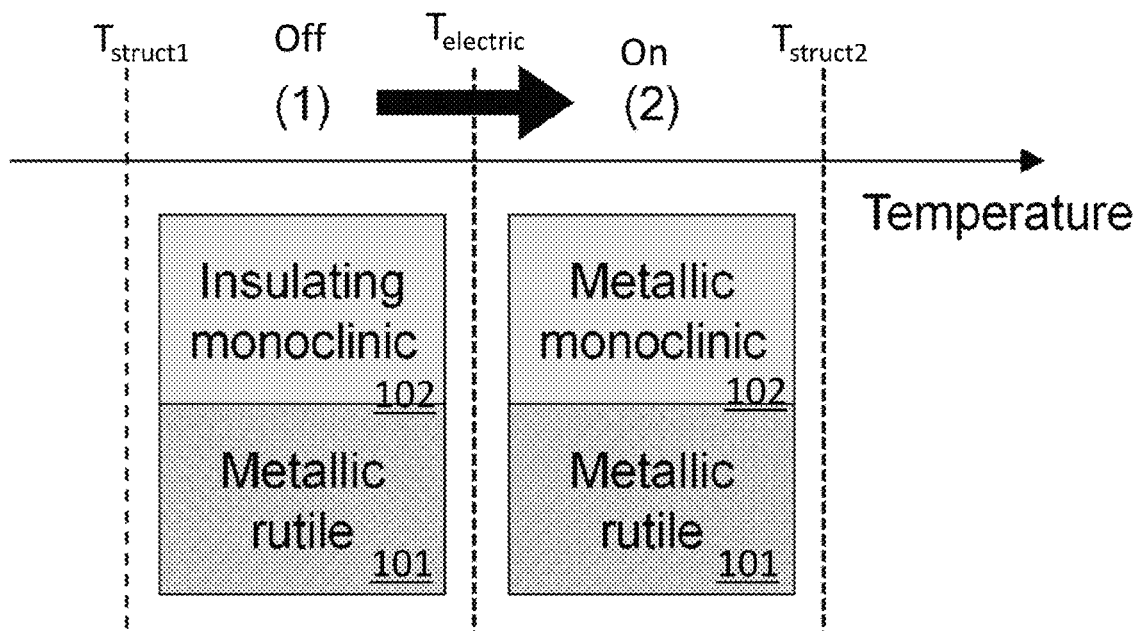 Tstruct1
Off
Telectric
On
Tstruct2
(1)
(2)
Temperature
Insulating
monoclinic
102
Metallic
rutile
101
Metallic
monoclinic
102
Metallic
rutile
101